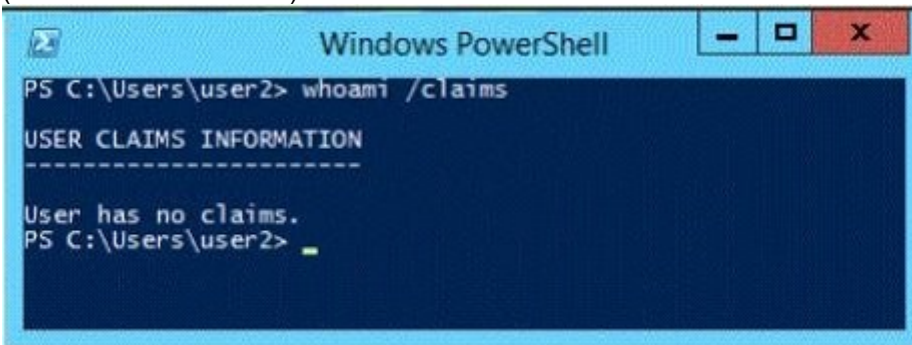 Windows PowerShell
PS C:\Users\user2> whoami /claims
USER CLAIMS INFORMATION
-----------------------
User has no claims.
PS C:\Users\user2> _